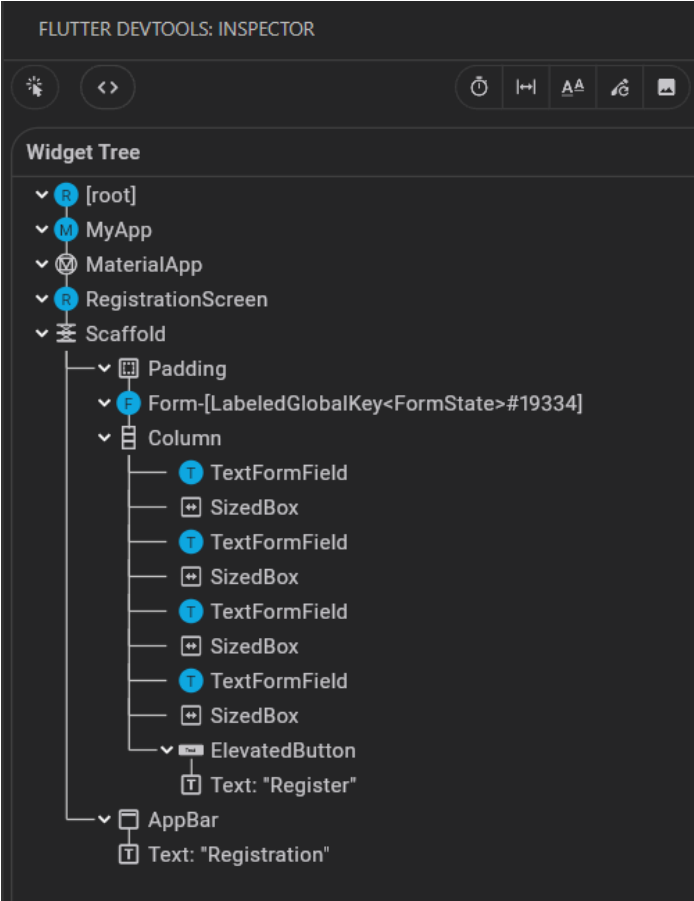 FLUTTER DEVTOOLS: INSPECTOR
Widget Tree
R [root]
M MyApp
MaterialApp
R RegistrationScreen
Scaffold
Padding
F Form-[LabeledGlobalKey<FormState>#19334]
Column
T TextFormField
SizedBox
T TextFormField
SizedBox
T TextFormField
SizedBox
T TextFormField
SizedBox
ElevatedButton
T Text: "Register"
AppBar
T Text: "Registration"